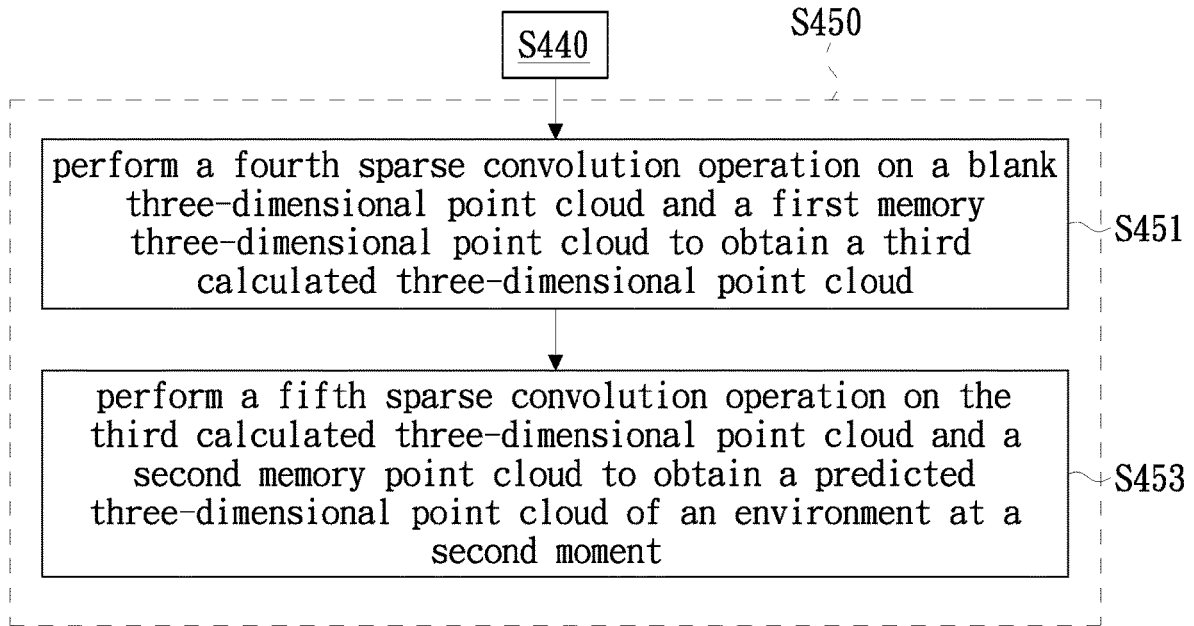 S450
S440
perform a fourth sparse convolution operation on a blank
three-dimensional point cloud and a first memory
three-dimensional point cloud to obtain a third
calculated three-dimensional point cloud
S451
perform a fifth sparse convolution operation on the
third calculated three-dimensional point cloud and a
second memory point cloud to obtain a predicted
three-dimensional point cloud of an environment at a
second moment
S453